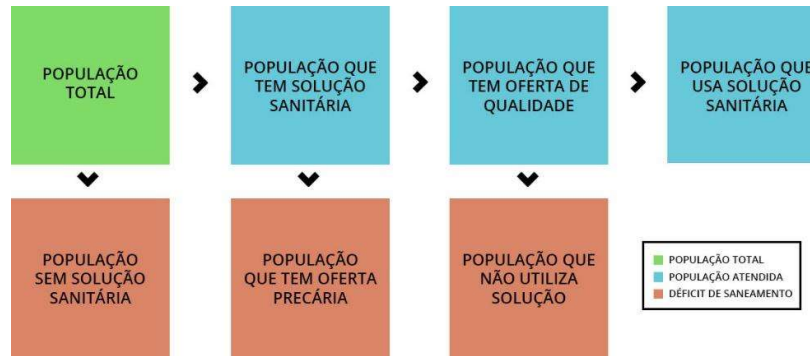 POPULAÇÃO
TOTAL
POPULAÇÃO QUE
TEM SOLUÇÃO
SANITÁRIA
POPULAÇÃO QUE
TEM OFERTA DE
QUALIDADE
POPULAÇÃO QUE
USA SOLUÇÃO
SANITÁRIA
POPULAÇÃO
SEM SOLUÇÃO
SANITÁRIA
POPULAÇÃO
QUE TEM OFERTA
PRECÁRIA
POPULAÇÃO QUE
NÃO UTILIZA
SOLUÇÃO
POPULAÇÃO TOTAL
POPULAÇÃO ATENDIDA
DÉFICIT DE SANEAMENTO